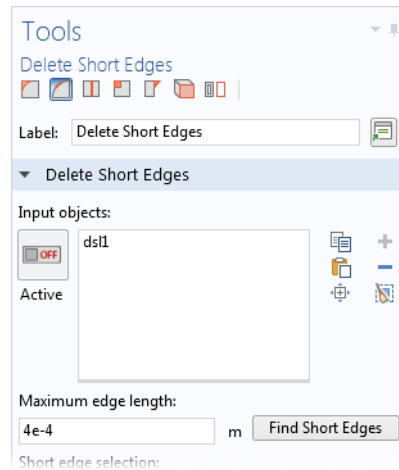 Tools
Delete Short Edges
Label: Delete Short Edges
Delete Short Edges
Input objects:
dsl1
OFF
Active
Maximum edge length:
4e-4 m Find Short Edges
Short edge selection: